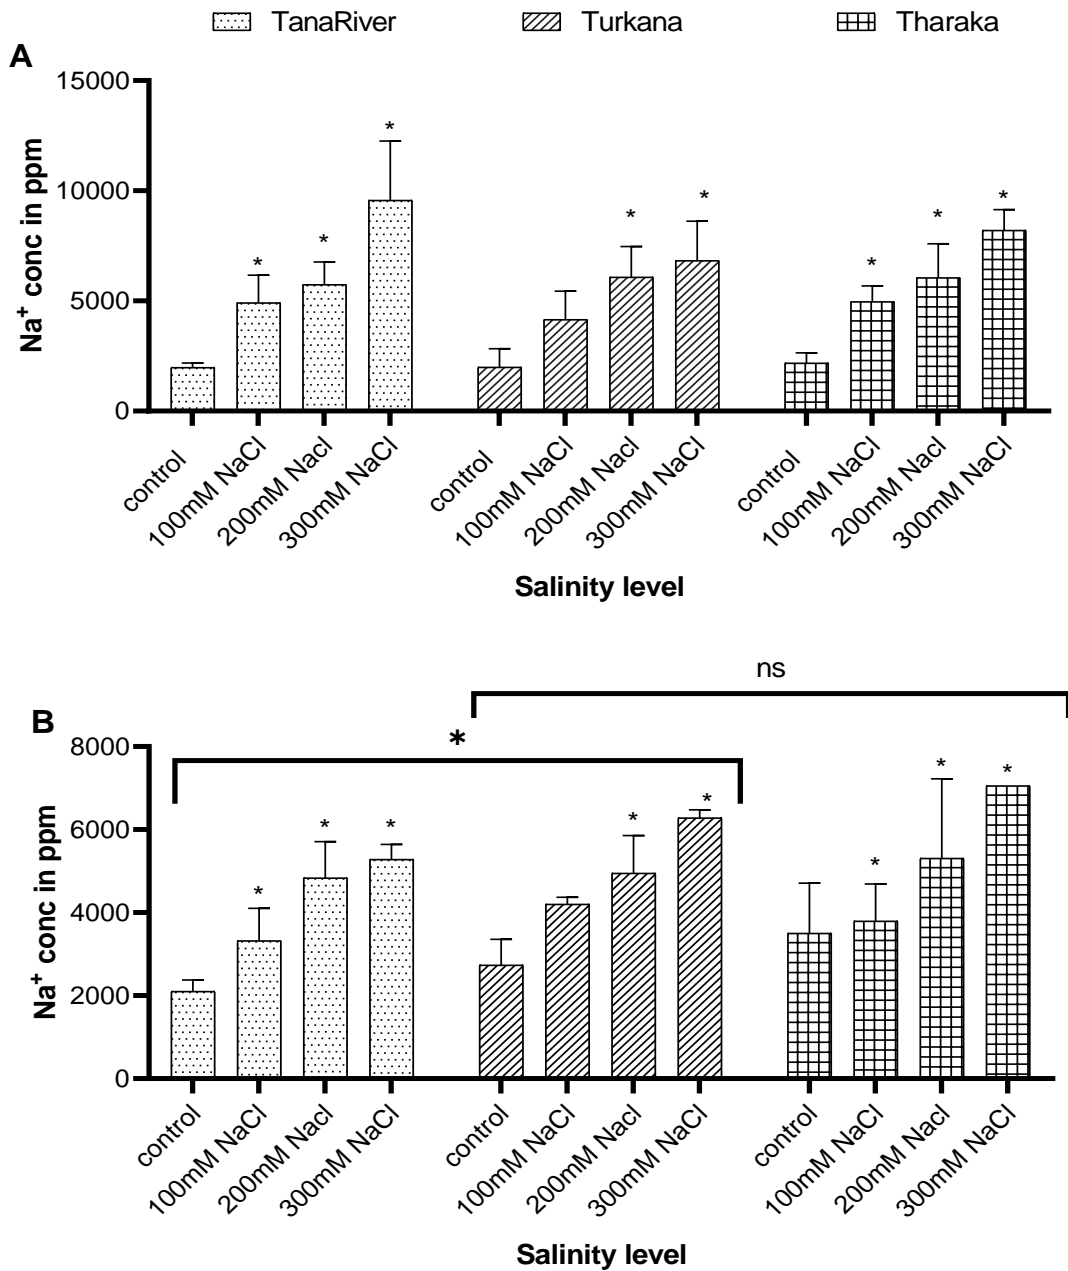 TanaRiver Turkana Tharaka
A
15000
10000
5000
0
Na⁺ conc in ppm
* * *
* *
* * *
control 100mM NaCl 200mM Nacl 300mM NaCl control 100mM NaCl 200mM Nacl 300mM NaCl control 100mM NaCl 200mM Nacl 300mM NaCl
Salinity level
ns
B
*
8000
6000
4000
2000
0
Na⁺ conc in ppm
* * *
* *
* * *
control 100mM NaCl 200mM Nacl 300mM NaCl control 100mM NaCl 200mM Nacl 300mM NaCl control 100mM NaCl 200mM Nacl 300mM NaCl
Salinity level